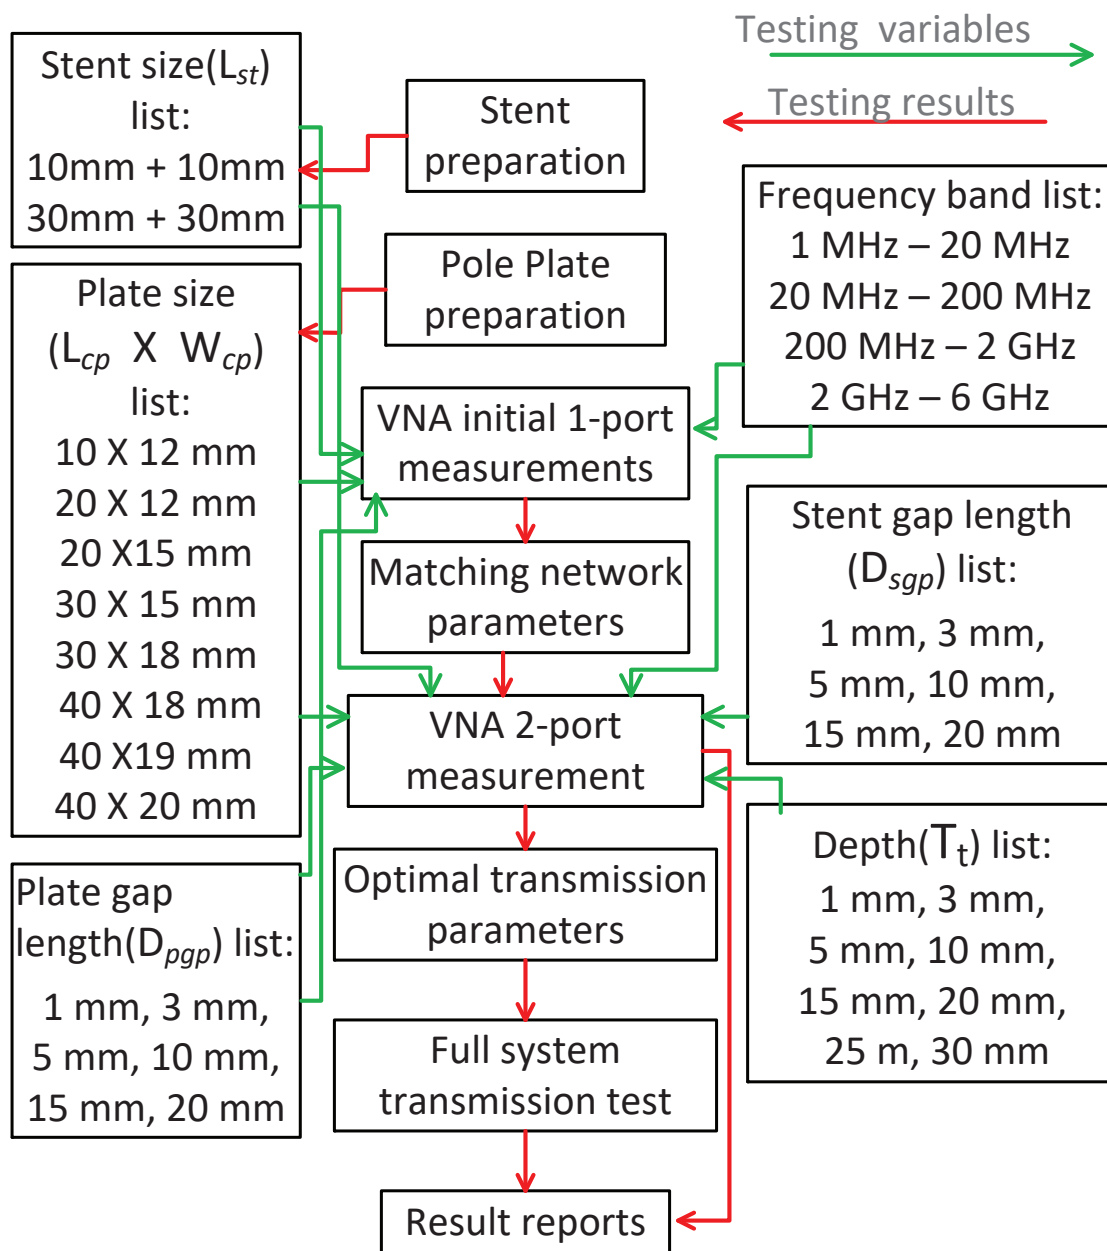 Testing variables
Testing results
Stent size(Lst)
list:
10mm + 10mm
30mm + 30mm
Stent
preparation
Frequency band list:
1 MHz – 20 MHz
20 MHz – 200 MHz
200 MHz – 2 GHz
2 GHz – 6 GHz
Plate size
(Lcp X Wcp)
list:
10 X 12 mm
20 X 12 mm
20 X15 mm
30 X 15 mm
30 X 18 mm
40 X 18 mm
40 X19 mm
40 X 20 mm
Pole Plate
preparation
VNA initial 1-port
measurements
Matching network
parameters
Stent gap length
(Dsgp) list:
1 mm, 3 mm,
5 mm, 10 mm,
15 mm, 20 mm
VNA 2-port
measurement
Depth(Tt) list:
1 mm, 3 mm,
5 mm, 10 mm,
15 mm, 20 mm,
25 m, 30 mm
Plate gap
length(Dpgp) list:
1 mm, 3 mm,
5 mm, 10 mm,
15 mm, 20 mm
Optimal transmission
parameters
Full system
transmission test
Result reports